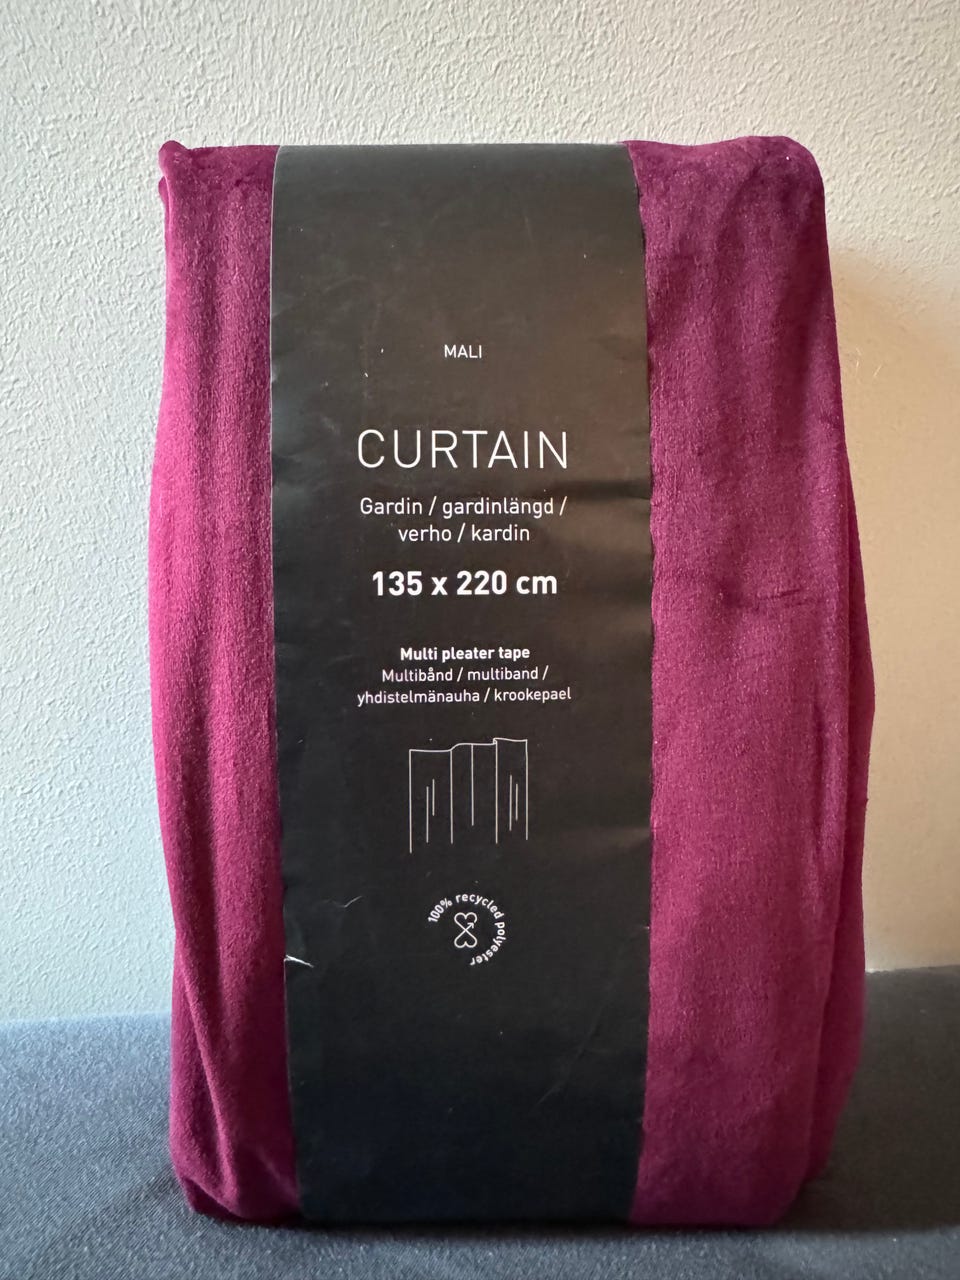 MALI
CURTAIN
Gardin / gardinlängd /
verho / kardin
135 x 220 cm
Multi pleater tape
Multibånd / multiband /
yhdistelmänauha / krookepael
100% recycled polyester